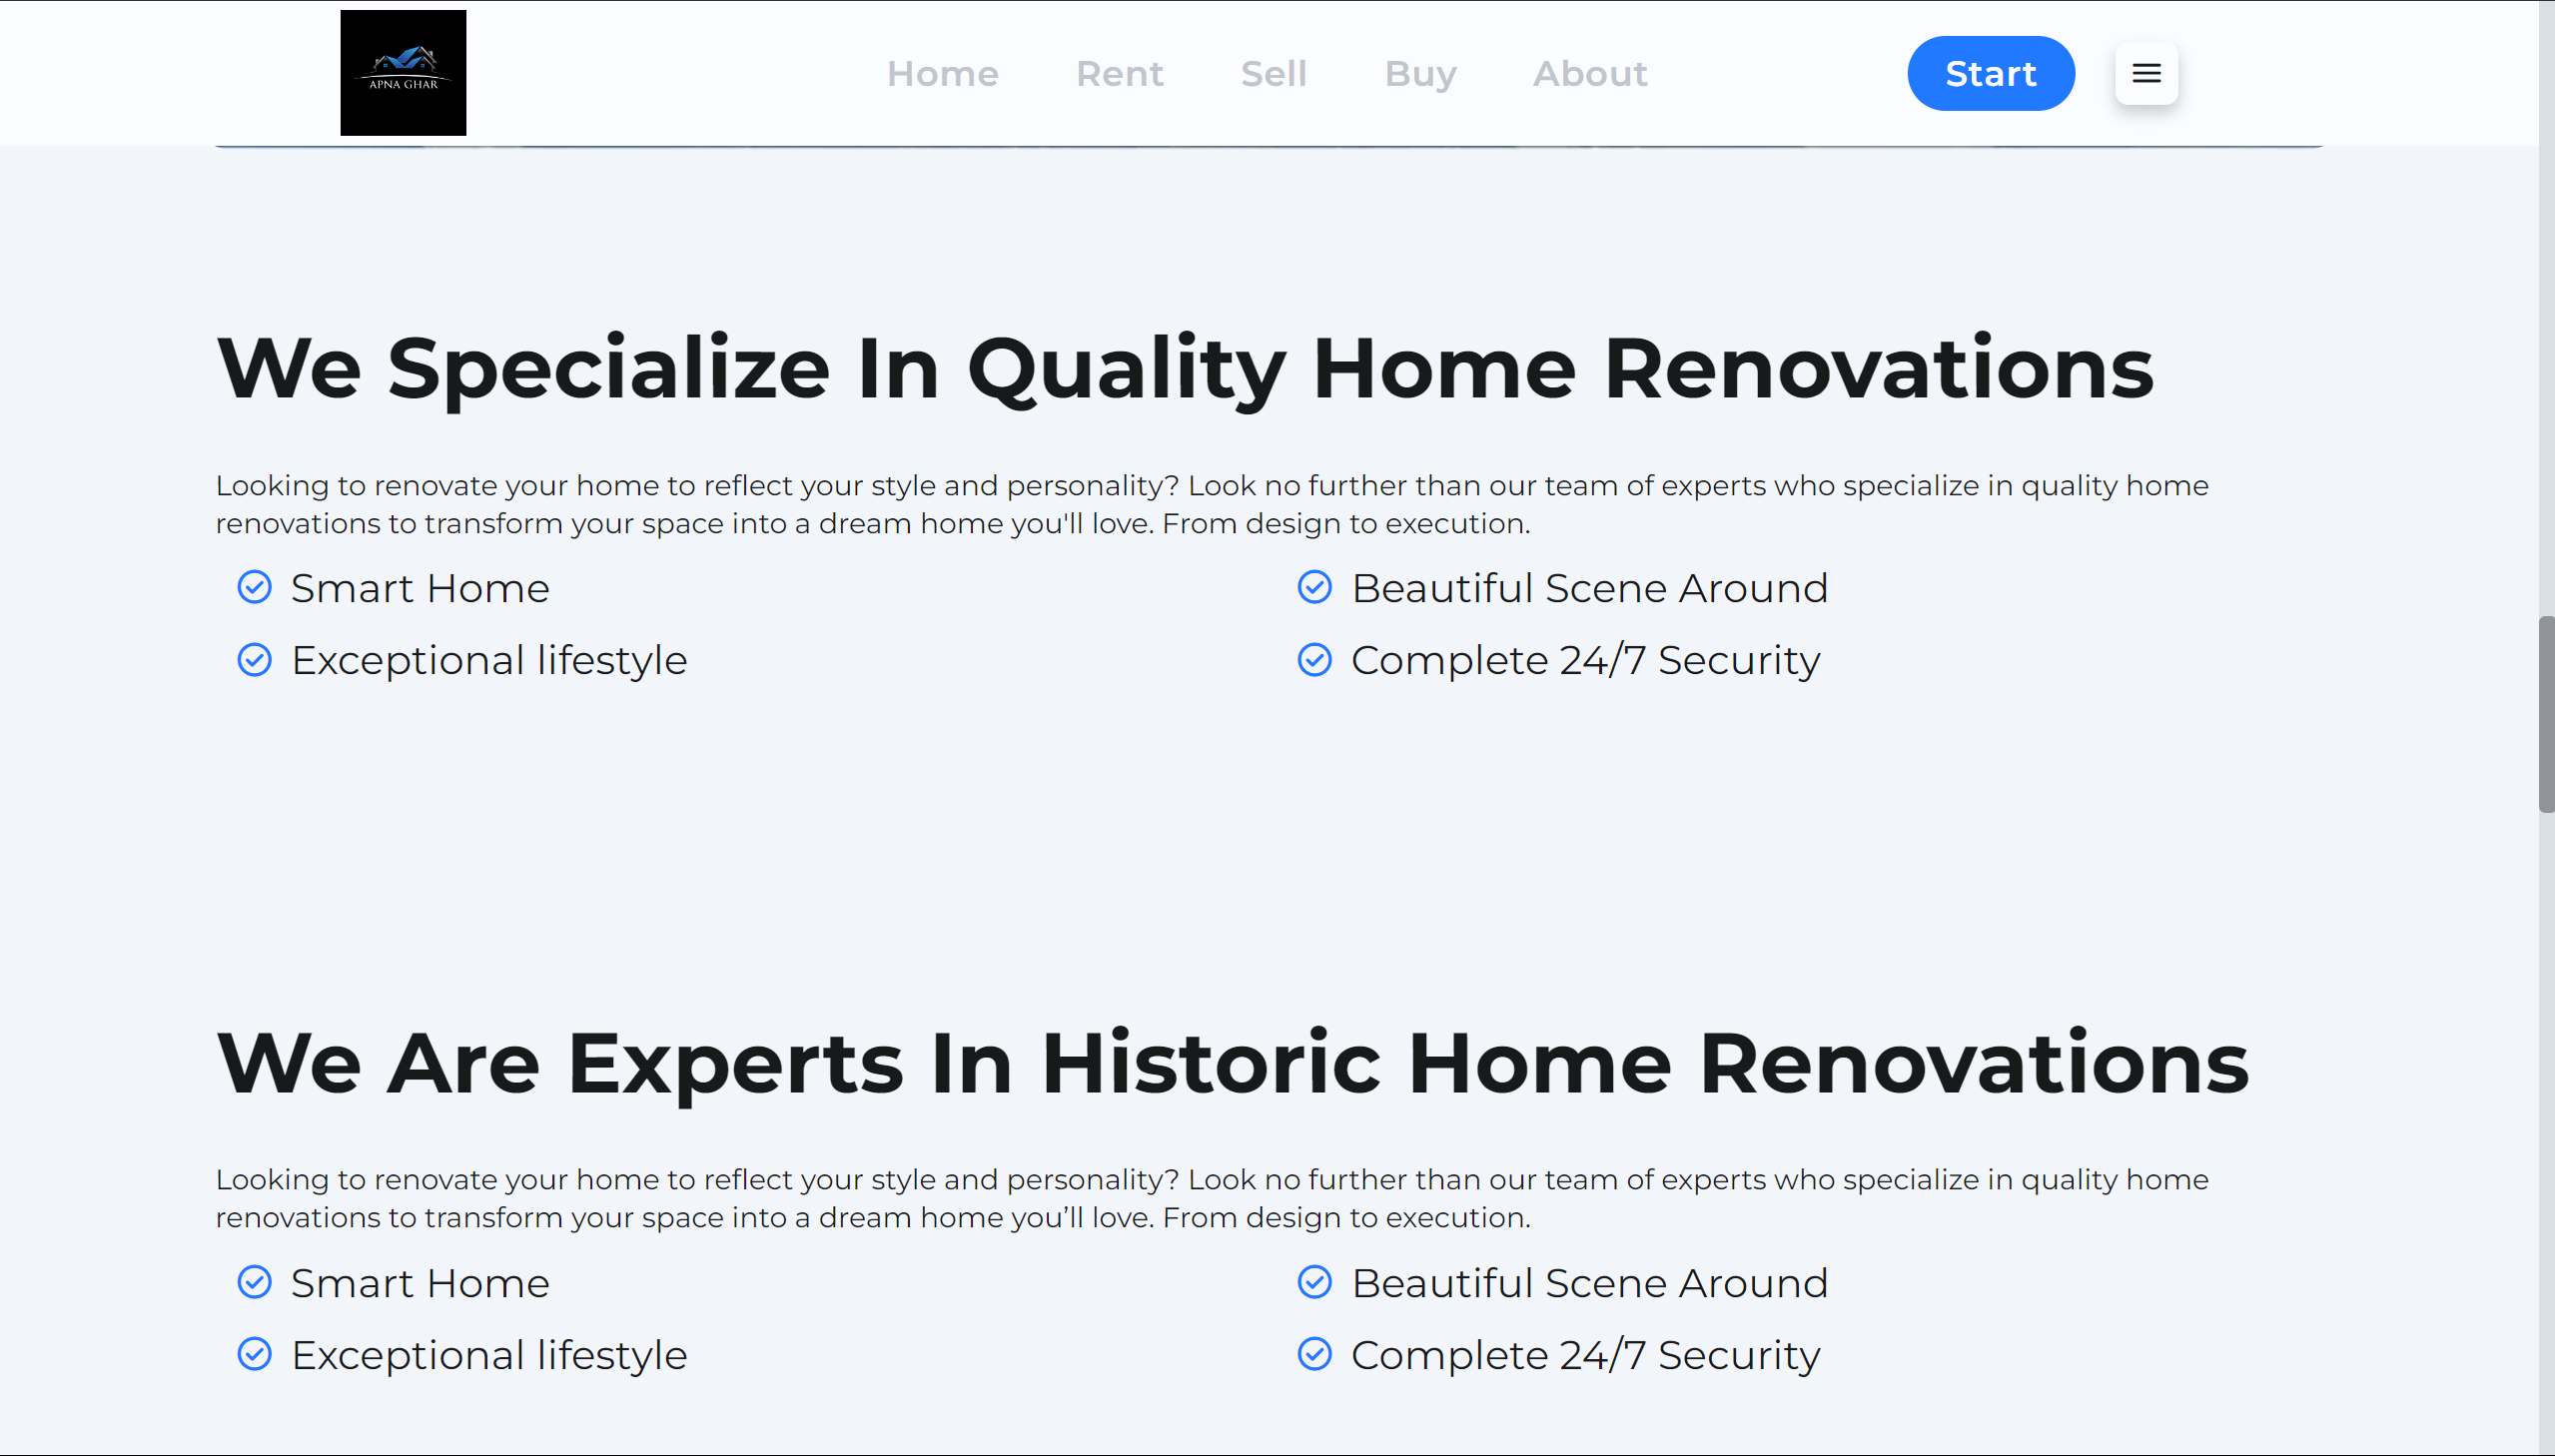 APNA GHAR
Home Rent Sell Buy About Start
We Specialize In Quality Home Renovations
Looking to renovate your home to reflect your style and personality? Look no further than our team of experts who specialize in quality home
renovations to transform your space into a dream home you'll love. From design to execution.
Smart Home
Beautiful Scene Around
Exceptional lifestyle
Complete 24/7 Security
We Are Experts In Historic Home Renovations
Looking to renovate your home to reflect your style and personality? Look no further than our team of experts who specialize in quality home
renovations to transform your space into a dream home you’ll love. From design to execution.
Smart Home
Beautiful Scene Around
Exceptional lifestyle
Complete 24/7 Security